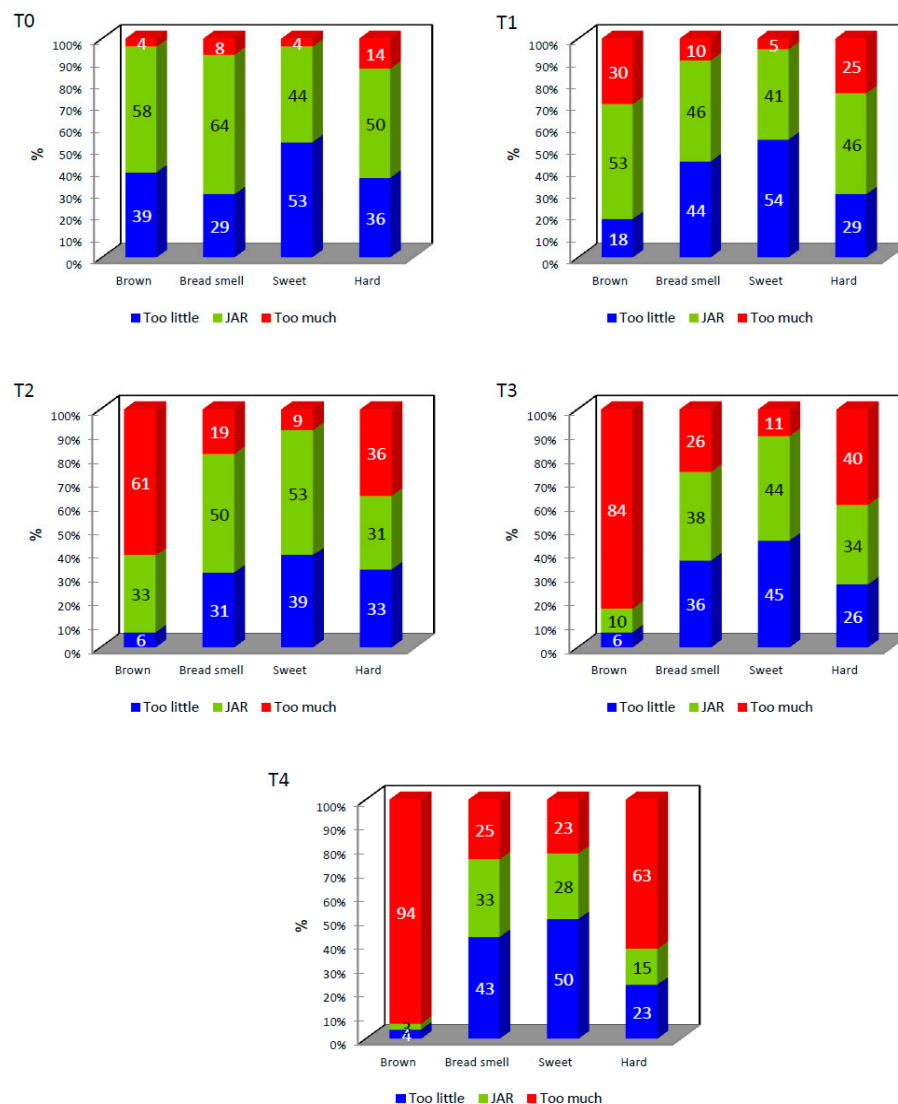 T0
100%
90%
80%
70%
60%
50%
40%
30%
20%
10%
0%
%
4 8 4 14
58 64 44 50
39 29 53 36
Brown Bread smell Sweet Hard
Too little JAR Too much
T1
100%
90%
80%
70%
60%
50%
40%
30%
20%
10%
0%
%
30 10 5 25
53 46 41 46
18 44 54 29
Brown Bread smell Sweet Hard
Too little JAR Too much
T2
100%
90%
80%
70%
60%
50%
40%
30%
20%
10%
0%
%
61 19 9 36
33 50 53 31
6 31 39 33
Brown Bread smell Sweet Hard
Too little JAR Too much
T3
100%
90%
80%
70%
60%
50%
40%
30%
20%
10%
0%
%
84 26 11 40
10 38 44 34
6 36 45 26
Brown Bread smell Sweet Hard
Too little JAR Too much
T4
100%
90%
80%
70%
60%
50%
40%
30%
20%
10%
0%
%
94 25 23 63
3 33 28 15
4 43 50 23
Brown Bread smell Sweet Hard
Too little JAR Too much